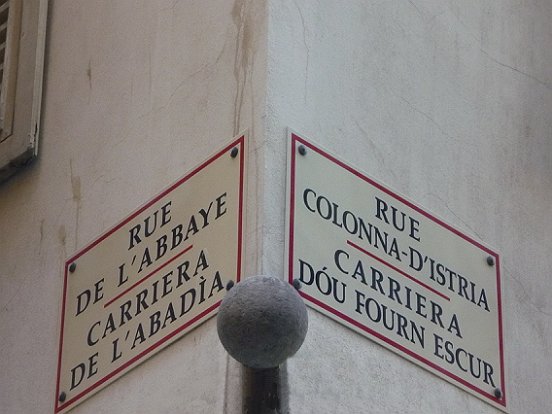 RUE
DE L'ABBAYE
CARRIERA
DE L'ABADÌA
RUE
COLONNA-D'ISTRIA
CARRIERA
DÓU FOURN ESCUR